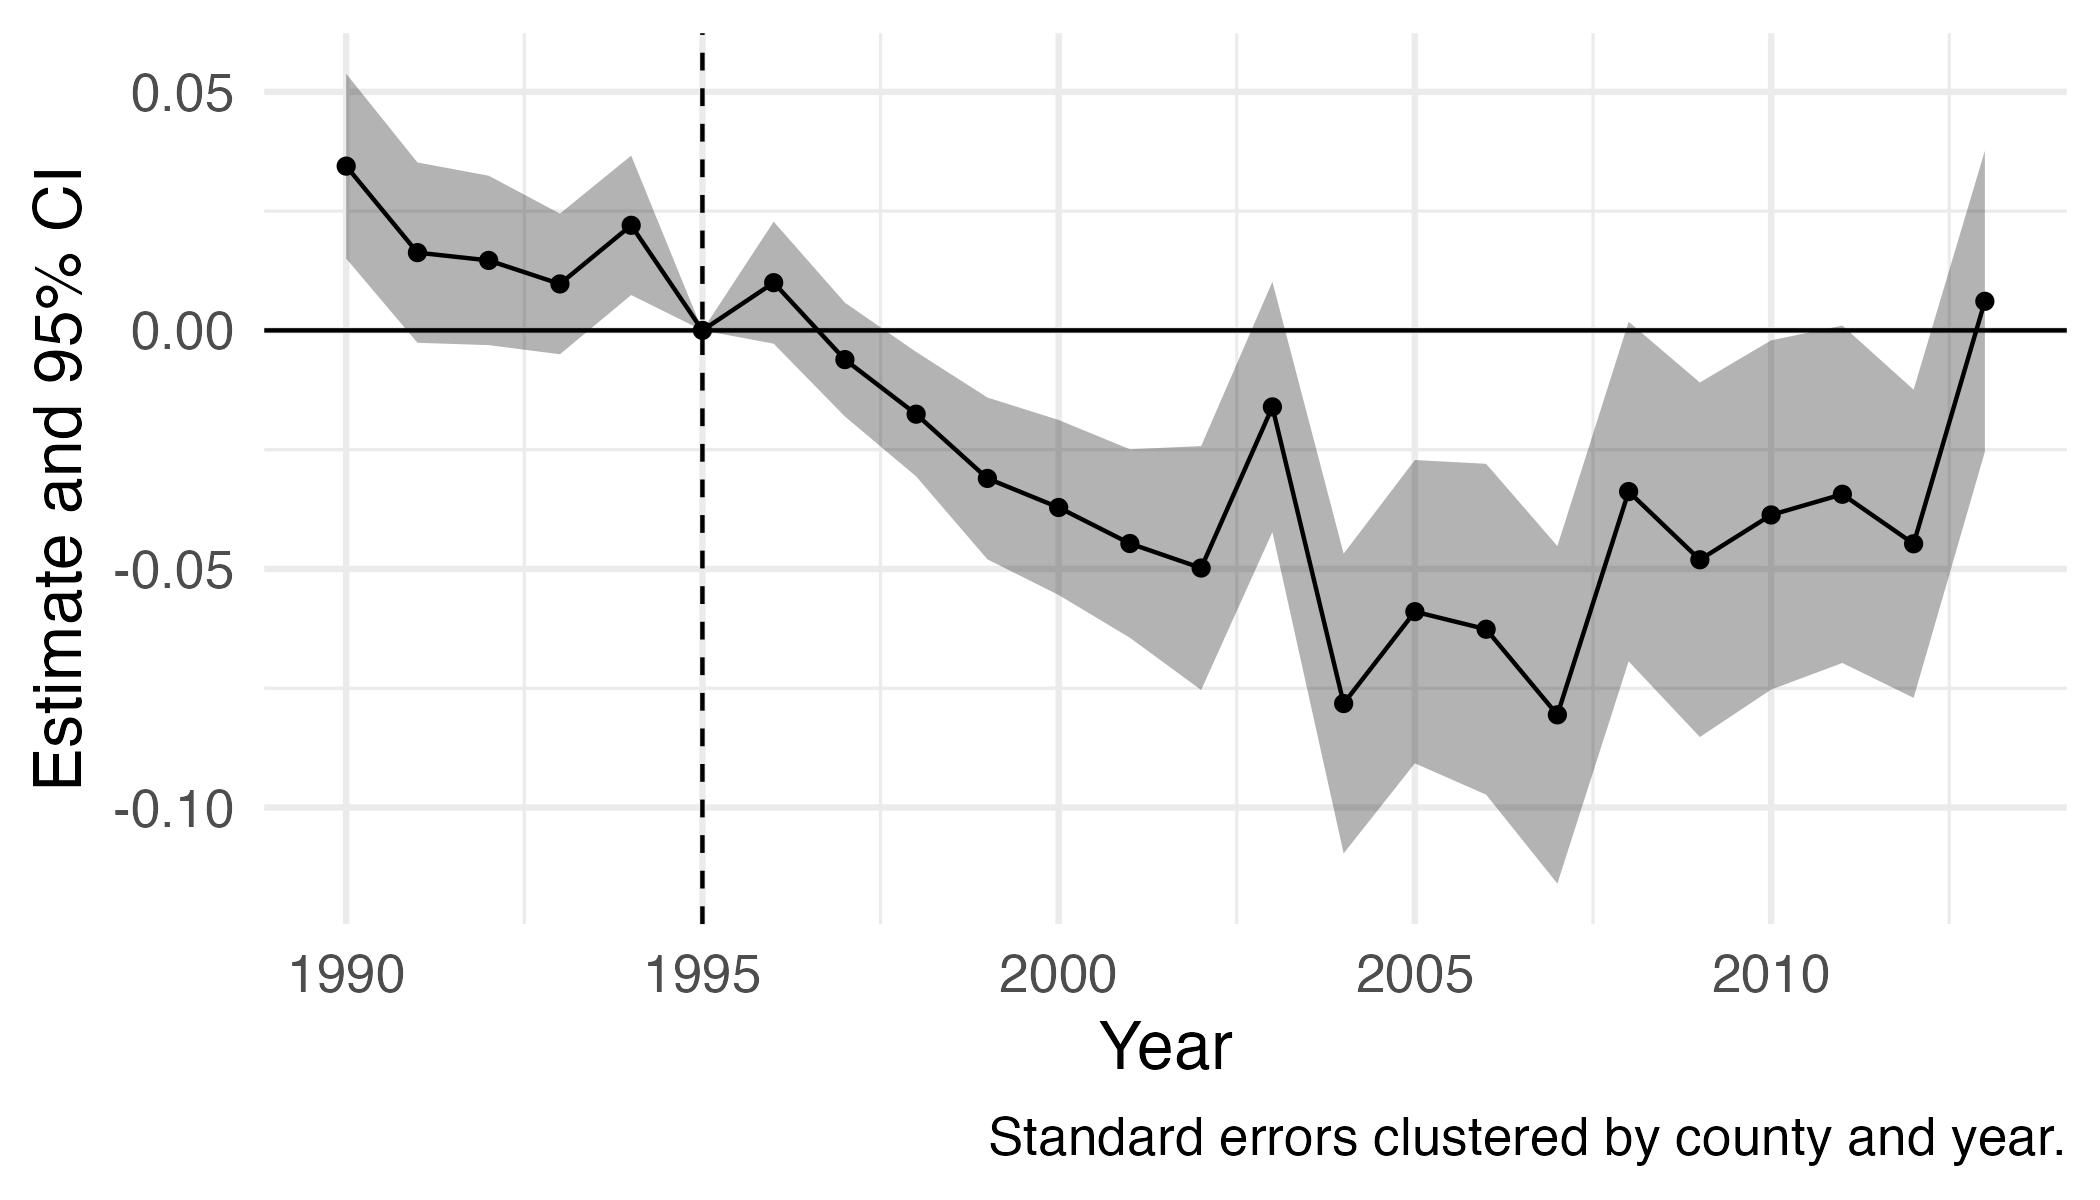 Estimate and 95% CI
0.05
0.00
-0.05
-0.10
1990 1995 2000 2005 2010
Year
Standard errors clustered by county and year.